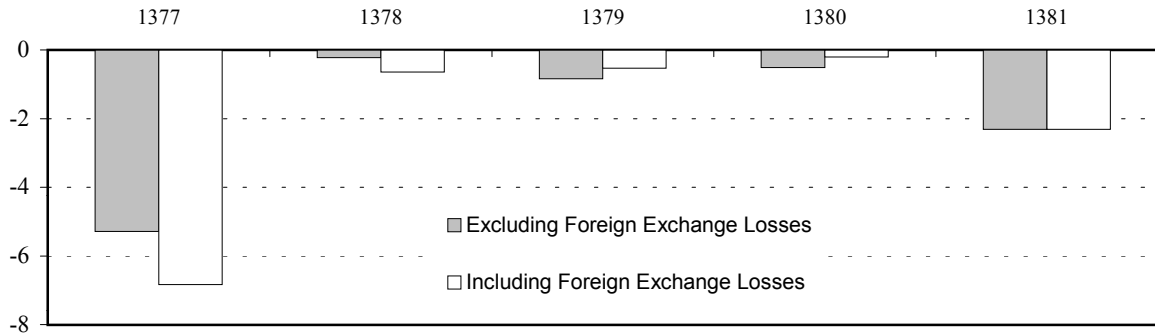 1377 1378 1379 1380 1381
0
-2
-4
Excluding Foreign Exchange Losses
-6
Including Foreign Exchange Losses
-8